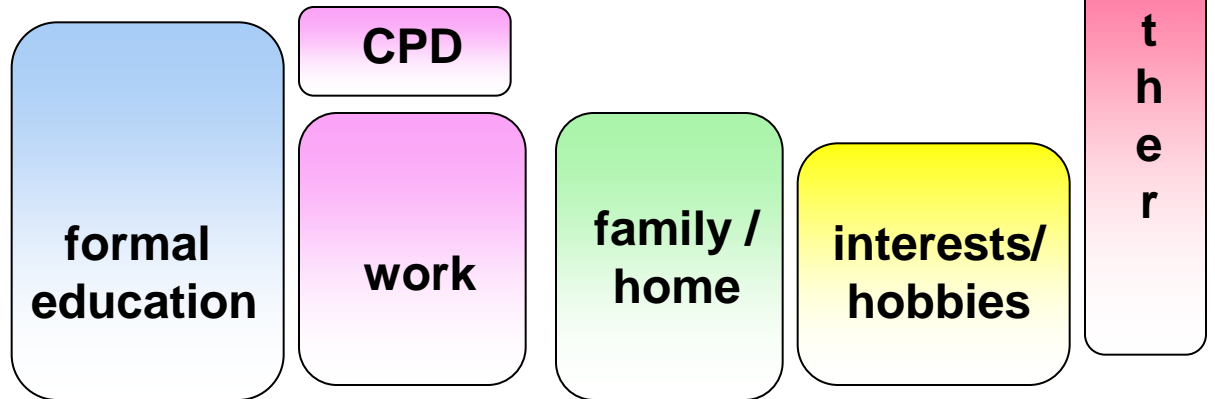 formal
education
CPD
work
family /
home
interests/
hobbies
t
h
e
r